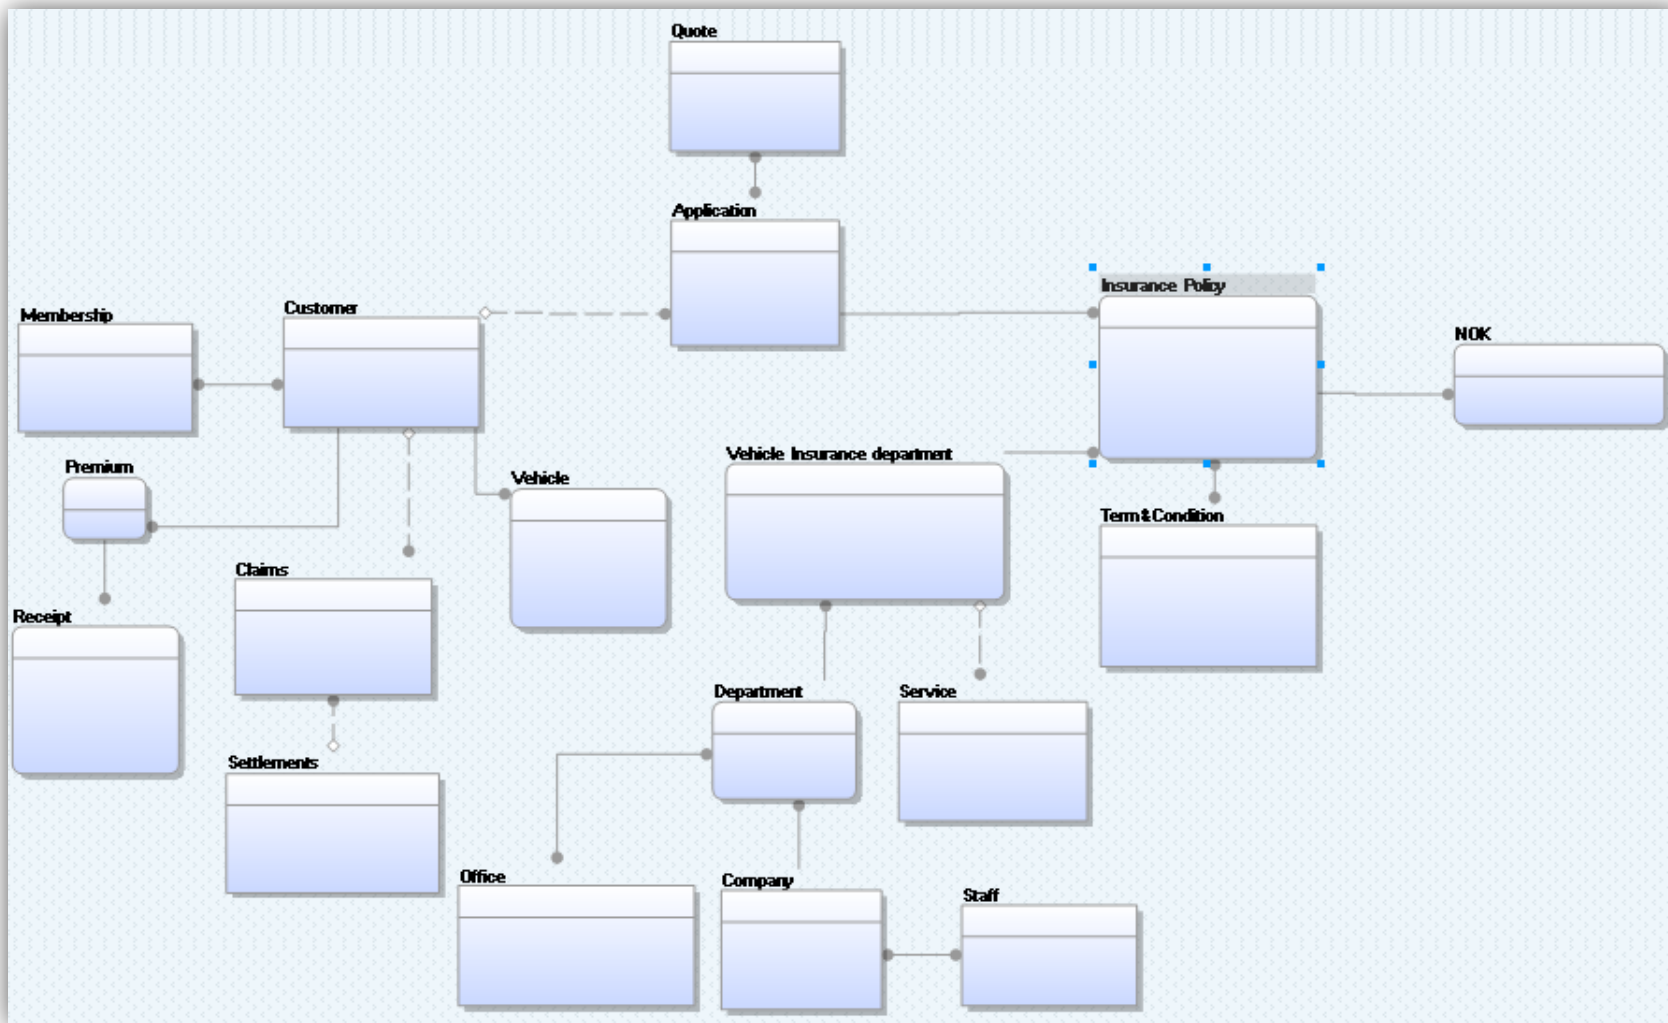 Quote
Application
Insurance Policy
Customer
Membership
NOK
Vehicle Insurance department
Premium
Vehicle
Term&Condition
Claims
Receipt
Department
Service
Settlements
Office
Company
Staff